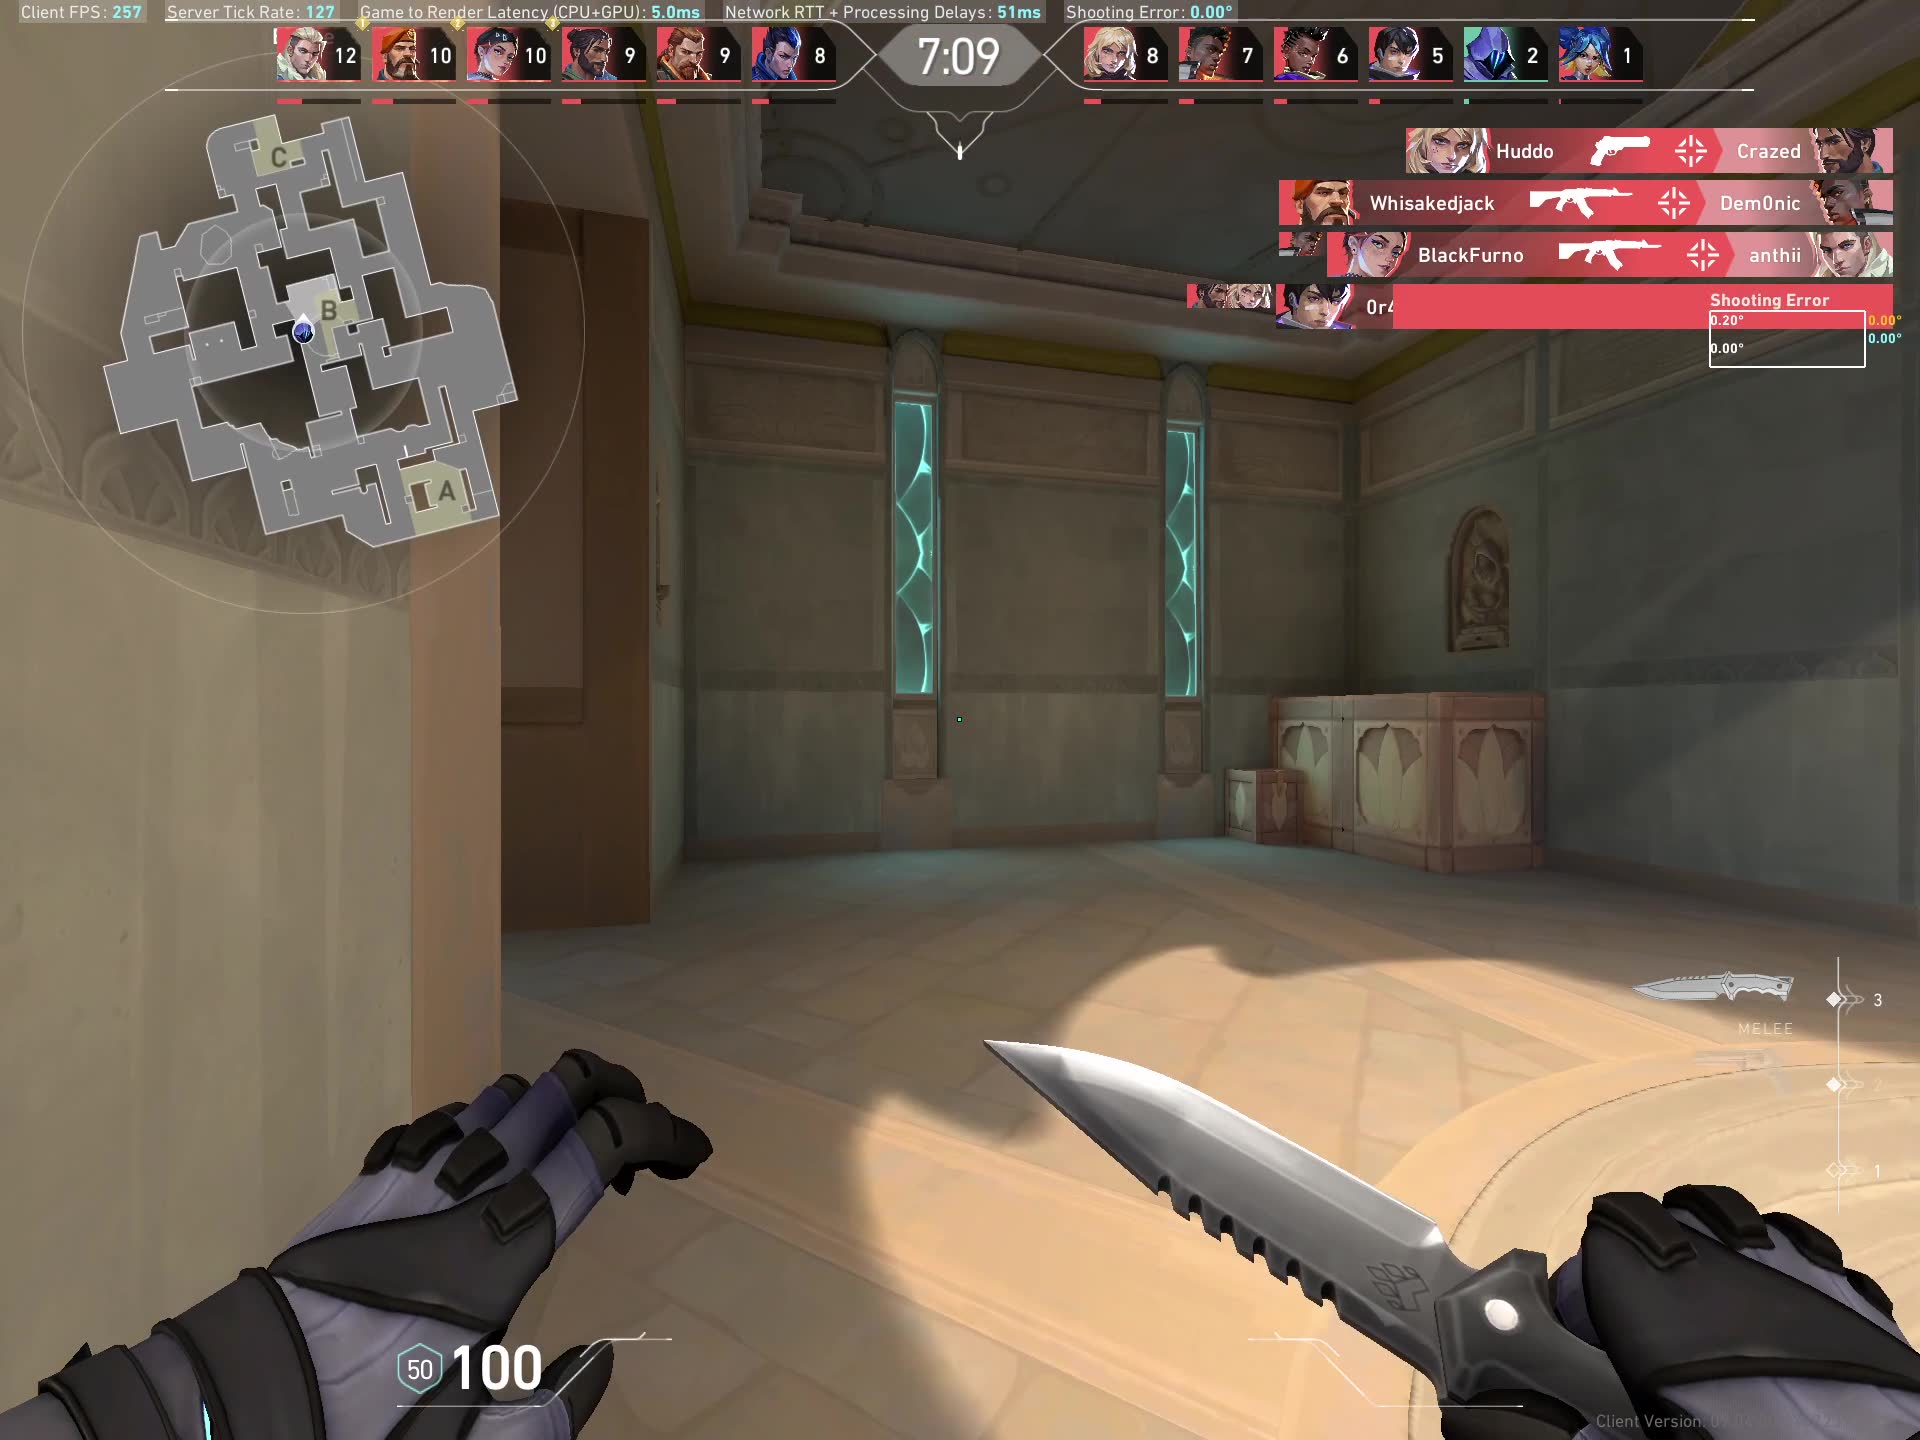 Client FPS: 257 Server Tick Rate: 127 Game to Render Latency (CPU+GPU): 5.0ms Network RTT + Processing Delays: 51ms Shooting Error: 0.00°
12 10 10 9 9 8 7:09 8 7 6 5 2 1
C
B
A
Huddo Crazed
Whisakedjack Dem0nic
BlackFurno anthii
0r4
Shooting Error
0.20° 0.00°
0.00°
0.00°
3
MELEE
2
1
50 100
Client Version: